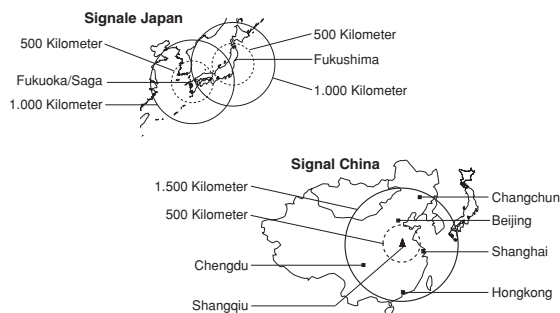 Signale Japan
500 Kilometer
500 Kilometer
Fukushima
Fukuoka/Saga
1.000 Kilometer
1.000 Kilometer
Signal China
1.500 Kilometer
Changchun
500 Kilometer
Beijing
Shanghai
Chengdu
Hongkong
Shangqiu